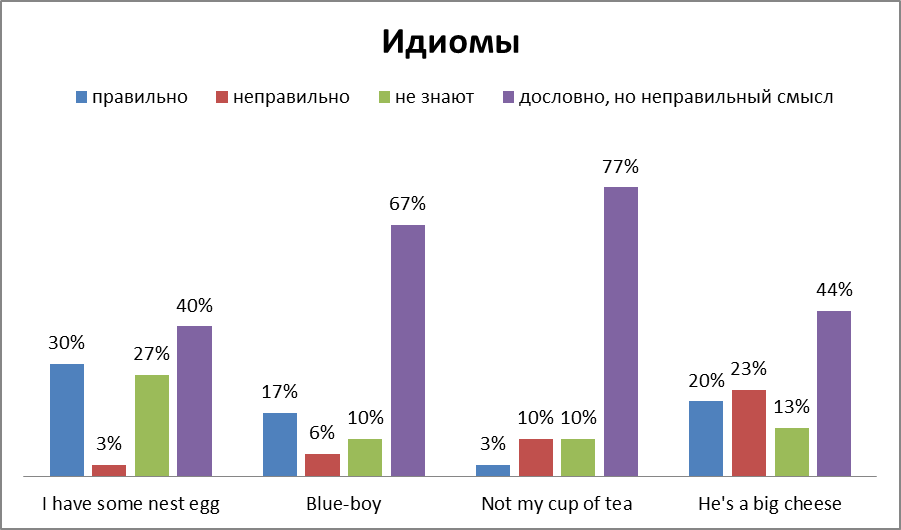 Идиомы
правильно неправильно не знают дословно, но неправильный смысл
30% 3% 27% 40% 17% 6% 10% 67% 3% 10% 10% 77% 20% 23% 13% 44%
I have some nest egg Blue-boy Not my cup of tea He's a big cheese